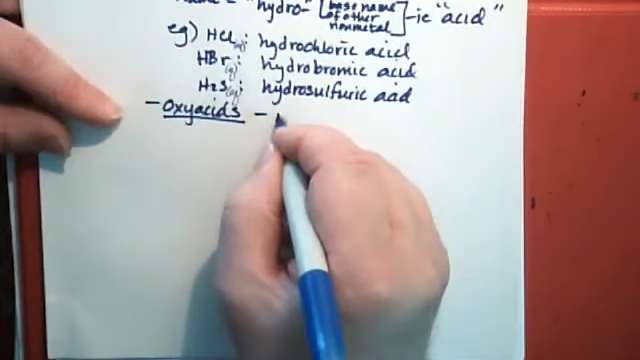 "hydro- [base name of other nonmetal] -ic "acid"
eg) HCl(aq): hydrochloric acid
HBr(aq): hydrobromic acid
H2S(aq): hydrosulfuric acid
- Oxyacids -